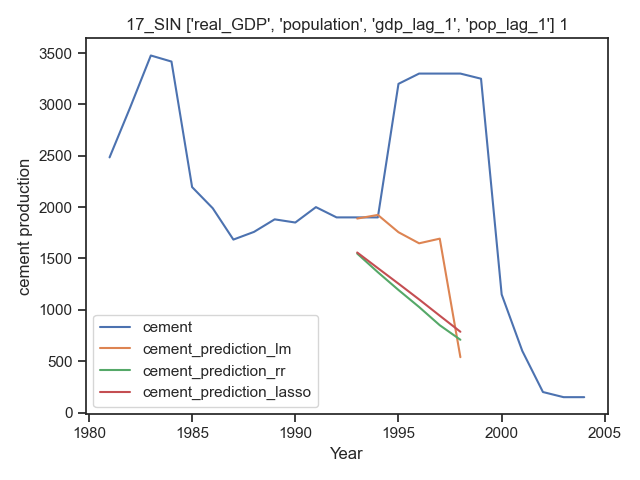 17_SIN ['real_GDP', 'population', 'gdp_lag_1', 'pop_lag_1'] 1
3500
3000
2500
2000
1500
1000
500
0
cement production
cement
cement_prediction_lm
cement_prediction_rr
cement_prediction_lasso
1980 1985 1990 1995 2000 2005
Year